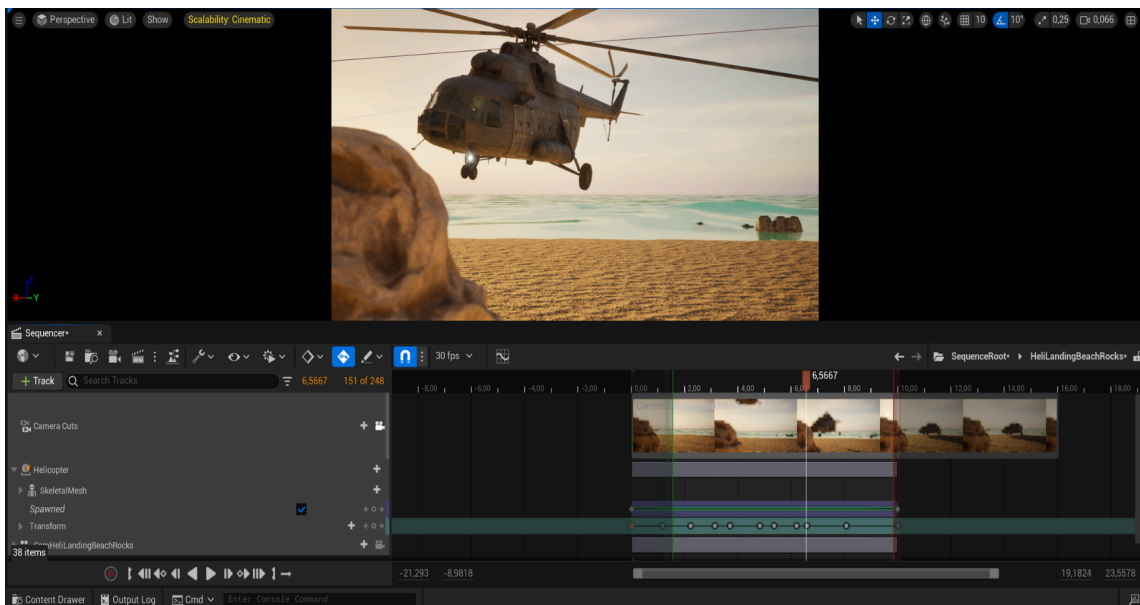 Perspective Lit Show Scalability: Cinematic 10 10° 0,25 0,066
Z
Y
Sequencer*
30 fps SequenceRoot* HeliLandingBeachRocks*
+ Track Search Tracks 6,5667 151 of 248
6,5667
-8,00 -6,00 -4,00 -2,00 0,00 2,00 4,00 6,00 8,00 10,00 12,00 14,00 16,00 18,00
Camera Cuts
Helicopter
SkeletalMesh
Spawned
Transform
CamHeliLandingBeachRocks
38 items
-21,293 -8,9818 19,1824 23,5578
Content Drawer Output Log Cmd Enter Console Command